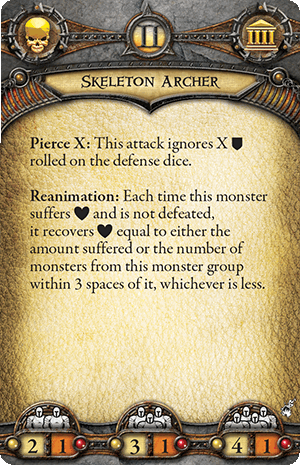 II
SKELETON ARCHER
Pierce X: This attack ignores X
rolled on the defense dice.
Reanimation: Each time this monster
suffers and is not defeated,
it recovers equal to either the
amount suffered or the number of
monsters from this monster group
within 3 spaces of it, whichever is less.
2 1 3 1 4 1